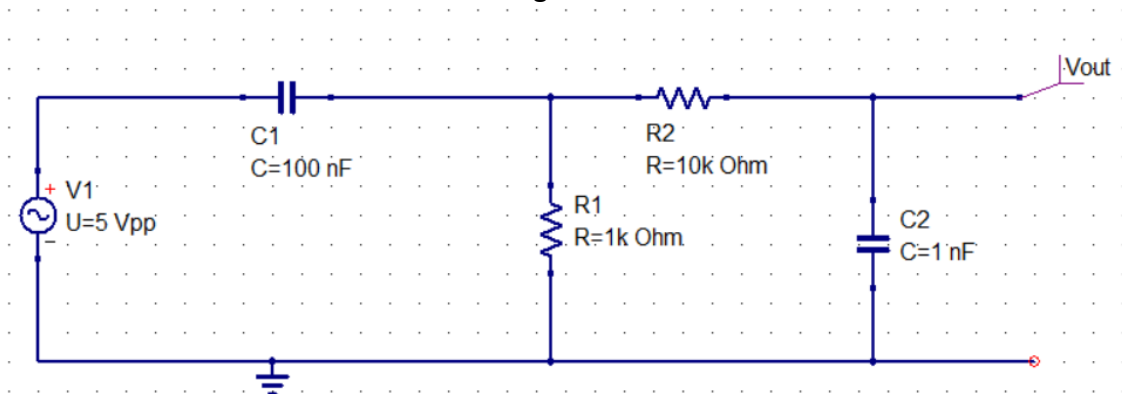 Vout
C1
C=100 nF
R2
R=10k Ohm
+ V1
U=5 Vpp
−
R1
R=1k Ohm
C2
C=1 nF